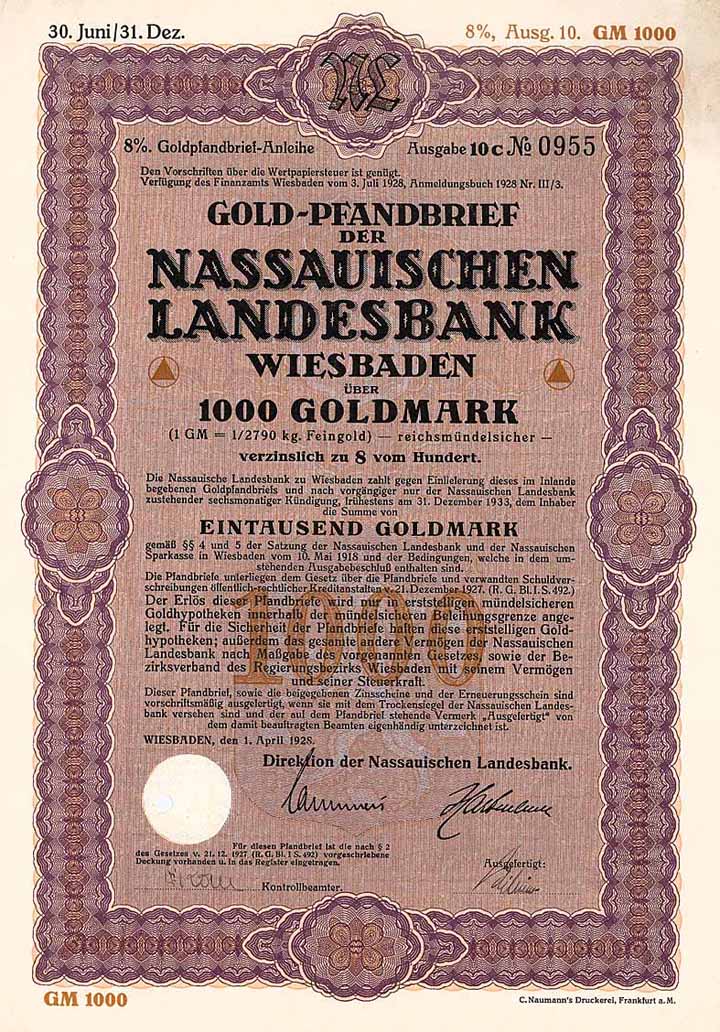 30. Juni/31. Dez.
8%, Ausg. 10. GM 1000
NL
8%. Goldpfandbrief-Anleihe
Ausgabe 10c № 0955
Den Vorschriften über die Wertpapiersteuer ist genügt.
Verfügung des Finanzamts Wiesbaden vom 3. Juli 1928, Anmeldungsbuch 1928 Nr. III/3.
GOLD-PFANDBRIEF
DER
NASSAUISCHEN
LANDESBANK
WIESBADEN
ÜBER
1000 GOLDMARK
(1 GM = 1/2790 kg. Feingold) — reichsmündelsicher —
verzinslich zu 8 vom Hundert.
Die Nassauische Landesbank zu Wiesbaden zahlt gegen Einlieferung dieses im Inlande
begebenen Goldpfandbriefs und nach vorgängiger nur der Nassauischen Landesbank
zustehender sechsmonatiger Kündigung, frühestens am 31. Dezember 1933, dem Inhaber
die Summe von
EINTAUSEND GOLDMARK
gemäß §§ 4 und 5 der Satzung der Nassauischen Landesbank und der Nassauischen
Sparkasse in Wiesbaden vom 10. Mai 1918 und der Bedingungen, welche in dem um-
stehenden Ausgabebeschluß enthalten sind.
Die Pfandbriefe unterliegen dem Gesetz über die Pfandbriefe und verwandten Schuldver-
schreibungen öffentlich-rechtlicher Kreditanstalten v. 21. Dezember 1927. (R. G. Bl. I. S. 492.)
Der Erlös dieser Pfandbriefe wird nur in erststelligen mündelsicheren
Goldhypotheken innerhalb der mündelsicheren Beleihungsgrenze ange-
legt. Für die Sicherheit der Pfandbriefe haften diese erststelligen Gold-
hypotheken; außerdem das gesamte andere Vermögen der Nassauischen
Landesbank nach Maßgabe des vorgenannten Gesetzes, sowie der Be-
zirksverband des Regierungsbezirks Wiesbaden mit seinem Vermögen
und seiner Steuerkraft.
1000
Dieser Pfandbrief, sowie die beigegebenen Zinsscheine und der Erneuerungsschein sind
vorschriftsmäßig ausgefertigt, wenn sie mit dem Trockensiegel der Nassauischen Landes-
bank versehen sind und der auf dem Pfandbrief stehende Vermerk „Ausgefertigt" von
dem damit beauftragten Beamten eigenhändig unterzeichnet ist.
WIESBADEN, den 1. April 1928.
Direktion der Nassauischen Landesbank.
Für diesen Pfandbrief ist die nach § 2
des Gesetzes v. 21. 12. 1927 (R. G. Bl. I S. 492) vorgeschriebene
Deckung vorhanden u. in das Register eingetragen.
Ausgefertigt:
Kontrollbeamter.
GM 1000
C. Naumann's Druckerei, Frankfurt a. M.